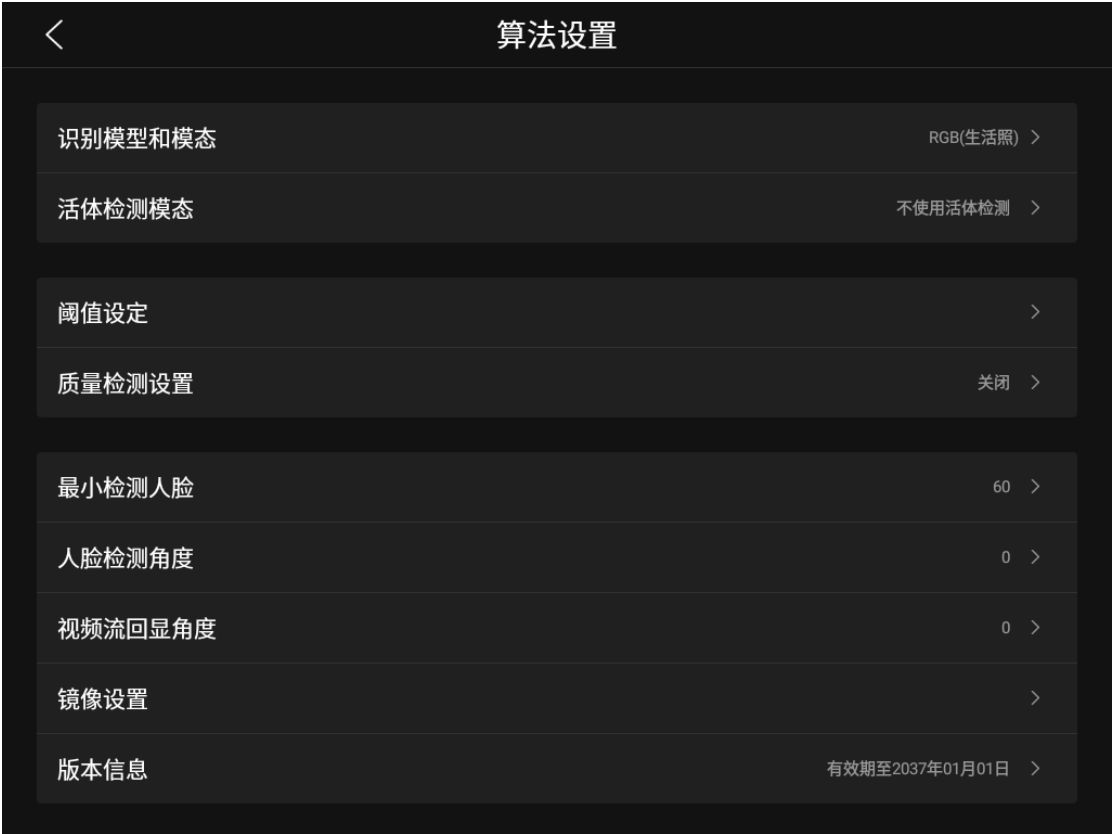 算法设置
识别模型和模态 RGB(生活照)
活体检测模态 不使用活体检测
阈值设定
质量检测设置 关闭
最小检测人脸 60
人脸检测角度 0
视频流回显角度 0
镜像设置
版本信息 有效期至2037年01月01日